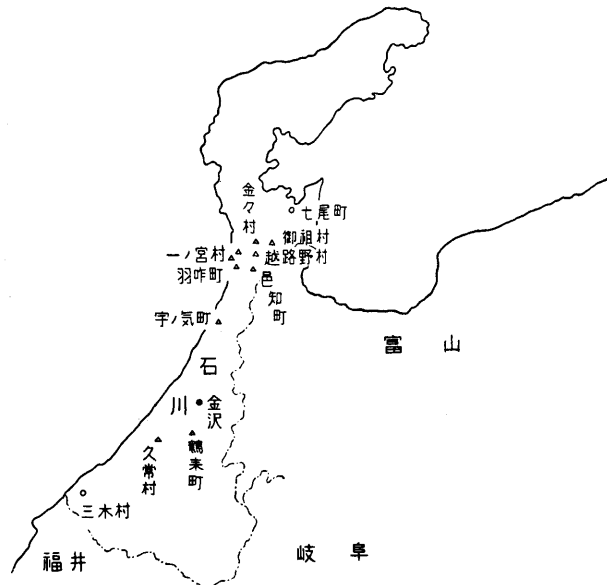 金々村
七尾町
御祖村
越路野村
一ノ宮村
羽咋町
邑知町
宇ノ気町
富山
石川
金沢
鶴来町
久常村
三木村
福井
岐阜